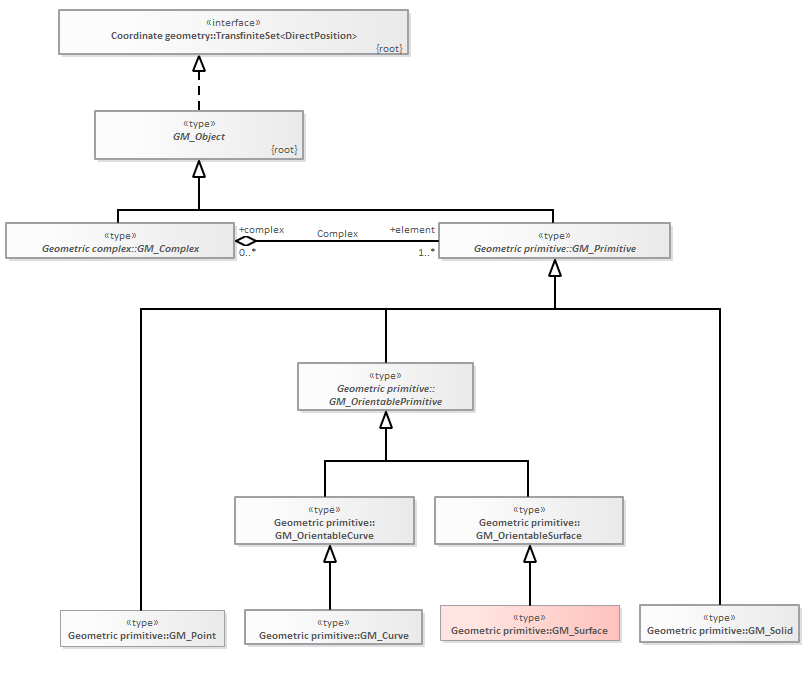 «interface»
Coordinate geometry::TransfiniteSet<DirectPosition>
{root}
«type»
GM_Object
{root}
«type»
Geometric complex::GM_Complex
+complex
0..*
Complex
+element
1..*
«type»
Geometric primitive::GM_Primitive
«type»
Geometric primitive::
GM_OrientablePrimitive
«type»
Geometric primitive::
GM_OrientableCurve
«type»
Geometric primitive::
GM_OrientableSurface
«type»
Geometric primitive::GM_Point
«type»
Geometric primitive::GM_Curve
«type»
Geometric primitive::GM_Surface
«type»
Geometric primitive::GM_Solid